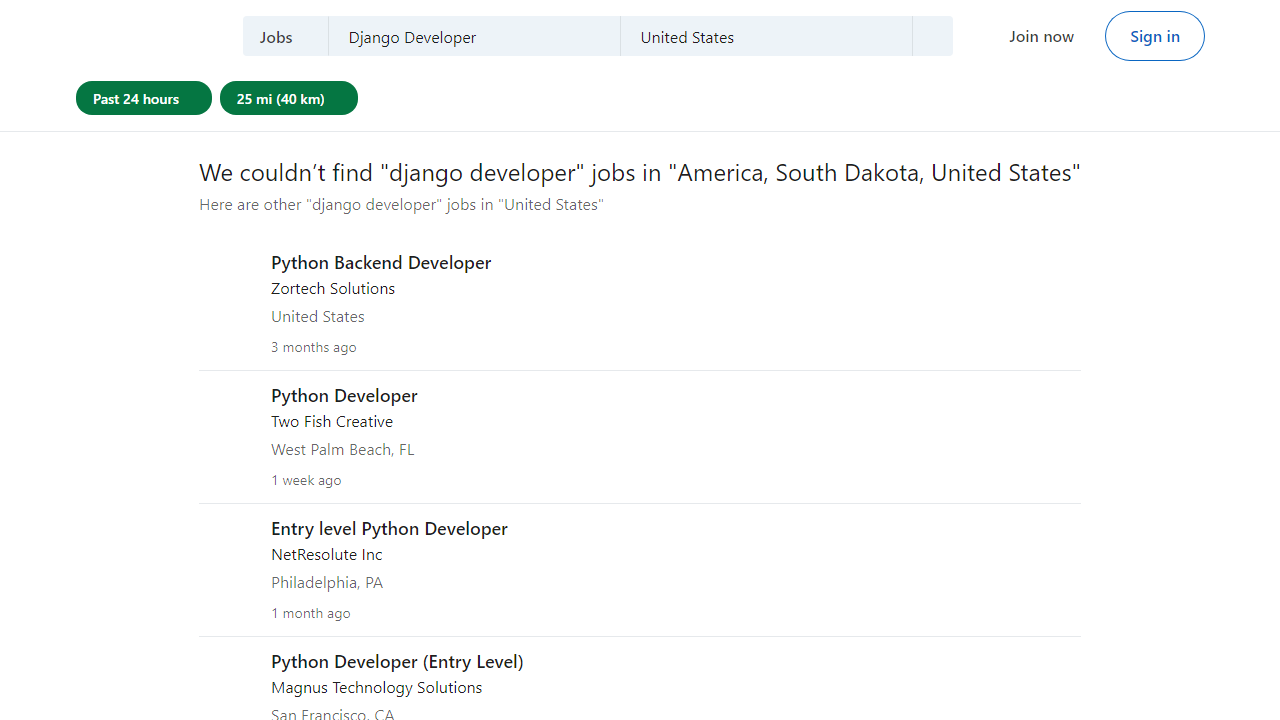 Jobs Django Developer United States Join now Sign in
Past 24 hours 25 mi (40 km)
We couldn’t find "django developer" jobs in "America, South Dakota, United States"
Here are other "django developer" jobs in "United States"
Python Backend Developer
Zortech Solutions
United States
3 months ago
Python Developer
Two Fish Creative
West Palm Beach, FL
1 week ago
Entry level Python Developer
NetResolute Inc
Philadelphia, PA
1 month ago
Python Developer (Entry Level)
Magnus Technology Solutions
San Francisco, CA